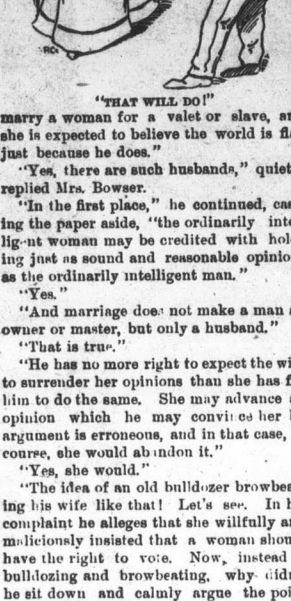 "THAT WILL DO!"
marry a woman for a valet or slave, an
she is expected to believe the world is fla
just because he does."
"Yes, there are such husbands," quiet
replied Mrs. Bowser.
"In the first place," he continued, cas
ing the paper aside, "the ordinarily inte
ligent woman may be credited with hol
ing just as sound and reasonable opinio
as the ordinarily intelligent man."
"Yes."
"And marriage does not make a man a
owner or master, but only a husband."
"That is true."
"He has no more right to expect the wi
to surrender her opinions than she has f
him to do the same. She may advance a
opinion which he may convince her i
argument is erroneous, and in that case,
course, she would abandon it."
"Yes, she would."
"The idea of an old bulldozer browbea
ing his wife like that! Let's see. In h
complaint he alleges that she willfully an
maliciously insisted that a woman shou
have the right to vote. Now, instead
bulldozing and browbeating, why didn
he sit down and calmly argue the poi